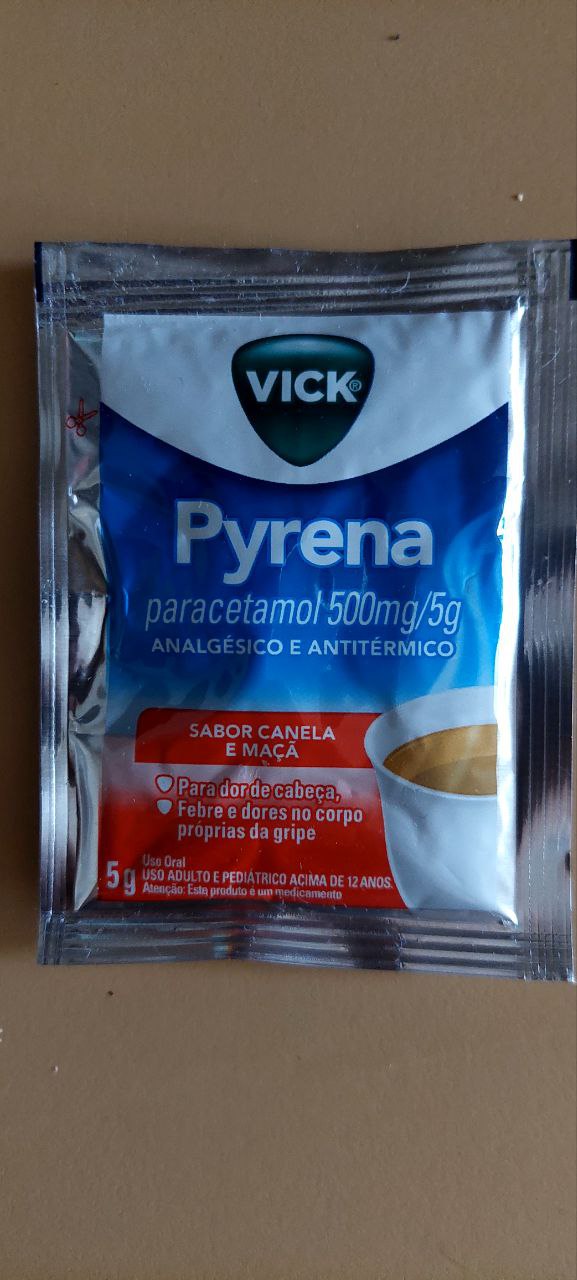 VICK®
Pyrena
paracetamol 500mg/5g
ANALGÉSICO E ANTITÉRMICO
SABOR CANELA
E MAÇÃ
Para dor de cabeça,
Febre e dores no corpo
próprias da gripe
5g
Uso Oral
USO ADULTO E PEDIÁTRICO ACIMA DE 12 ANOS.
Atenção: Este produto é um medicamento